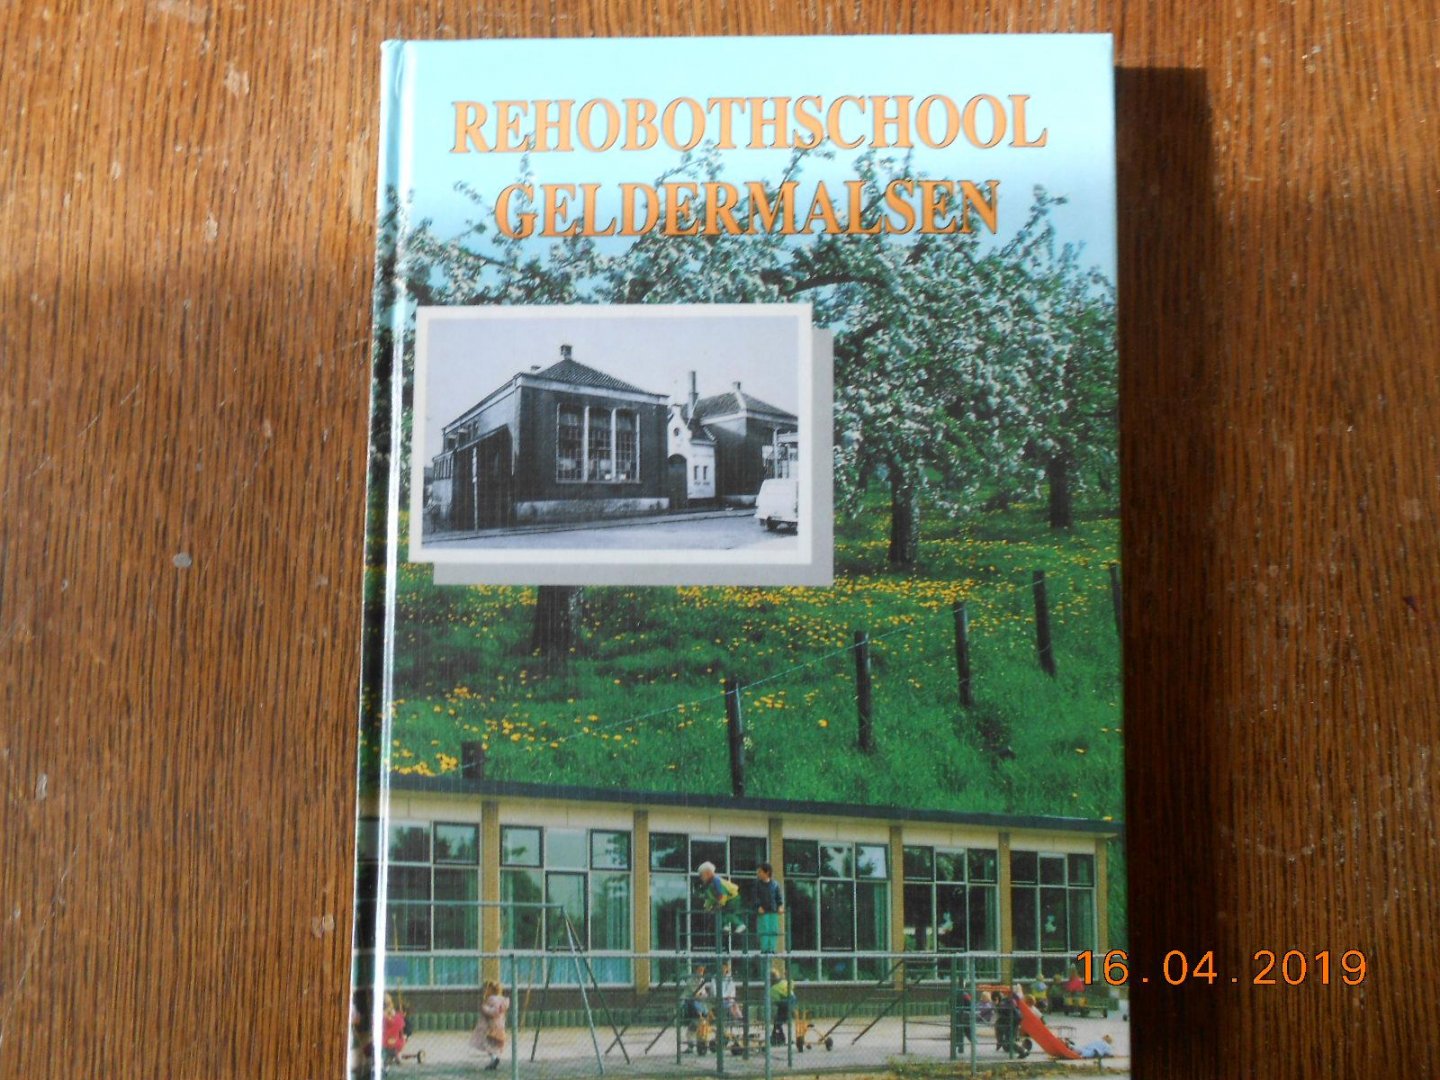 REHOBOTHSCHOOL
GELDERMALSEN
16.04.2019